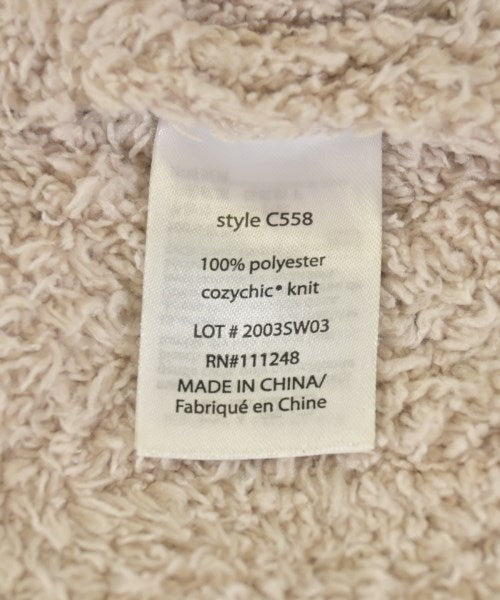 style C558
100% polyester
cozychic® knit
LOT # 2003SW03
RN#111248
MADE IN CHINA/
Fabriqué en Chine